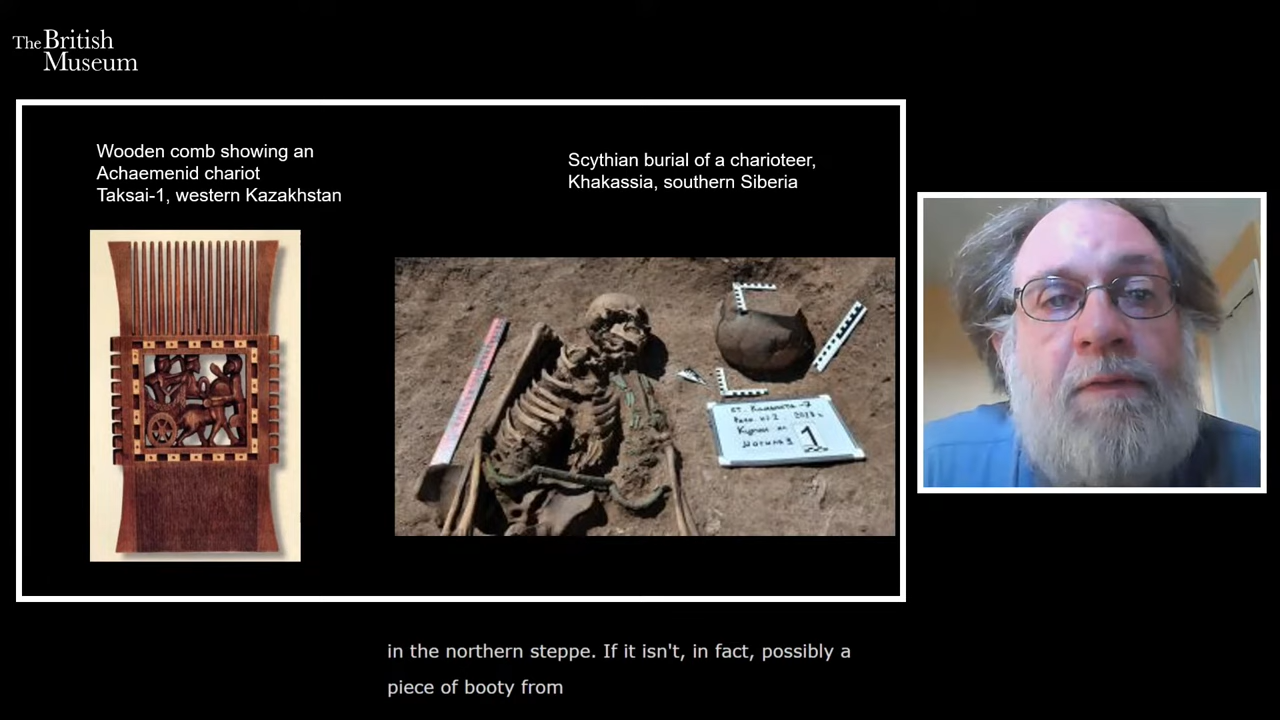 The British
Museum
Wooden comb showing an
Achaemenid chariot
Taksai-1, western Kazakhstan
Scythian burial of a charioteer,
Khakassia, southern Siberia
1
in the northern steppe. If it isn't, in fact, possibly a
piece of booty from